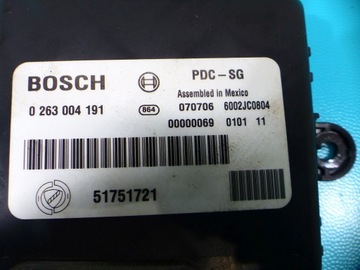 BOSCH PDC-SG
Assembled in Mexico
0 263 004 191 864 070706 6002JC0804
00000069 0101 11
51751721